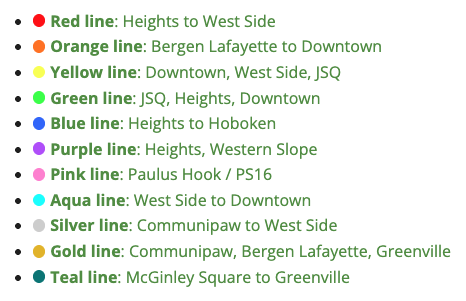 Red line: Heights to West Side
Orange line: Bergen Lafayette to Downtown
Yellow line: Downtown, West Side, JSQ
Green line: JSQ, Heights, Downtown
Blue line: Heights to Hoboken
Purple line: Heights, Western Slope
Pink line: Paulus Hook / PS16
Aqua line: West Side to Downtown
Silver line: Communipaw to West Side
Gold line: Communipaw, Bergen Lafayette, Greenville
Teal line: McGinley Square to Greenville